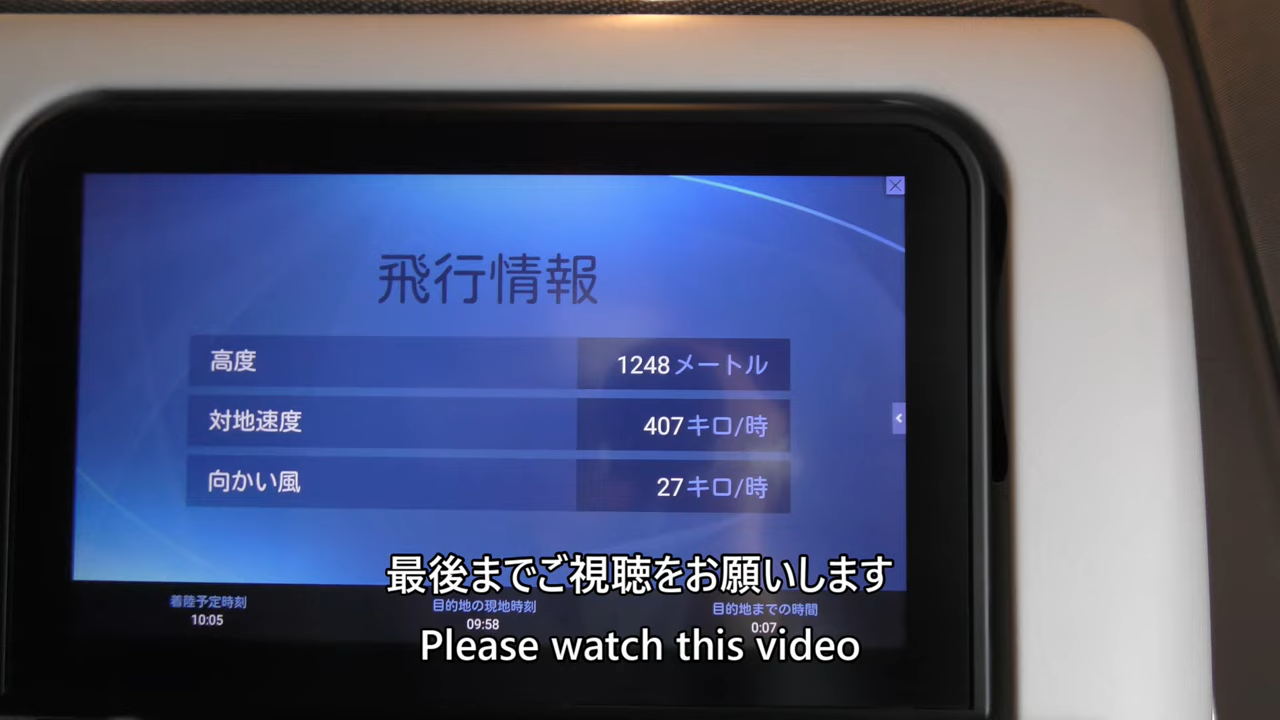 飛行情報
高度 1248メートル
対地速度 407キロ/時
向かい風 27キロ/時
最後までご視聴をお願いします
着陸予定時刻 目的地の現地時刻 目的地までの時間
10:05 09:58 0:07
Please watch this video